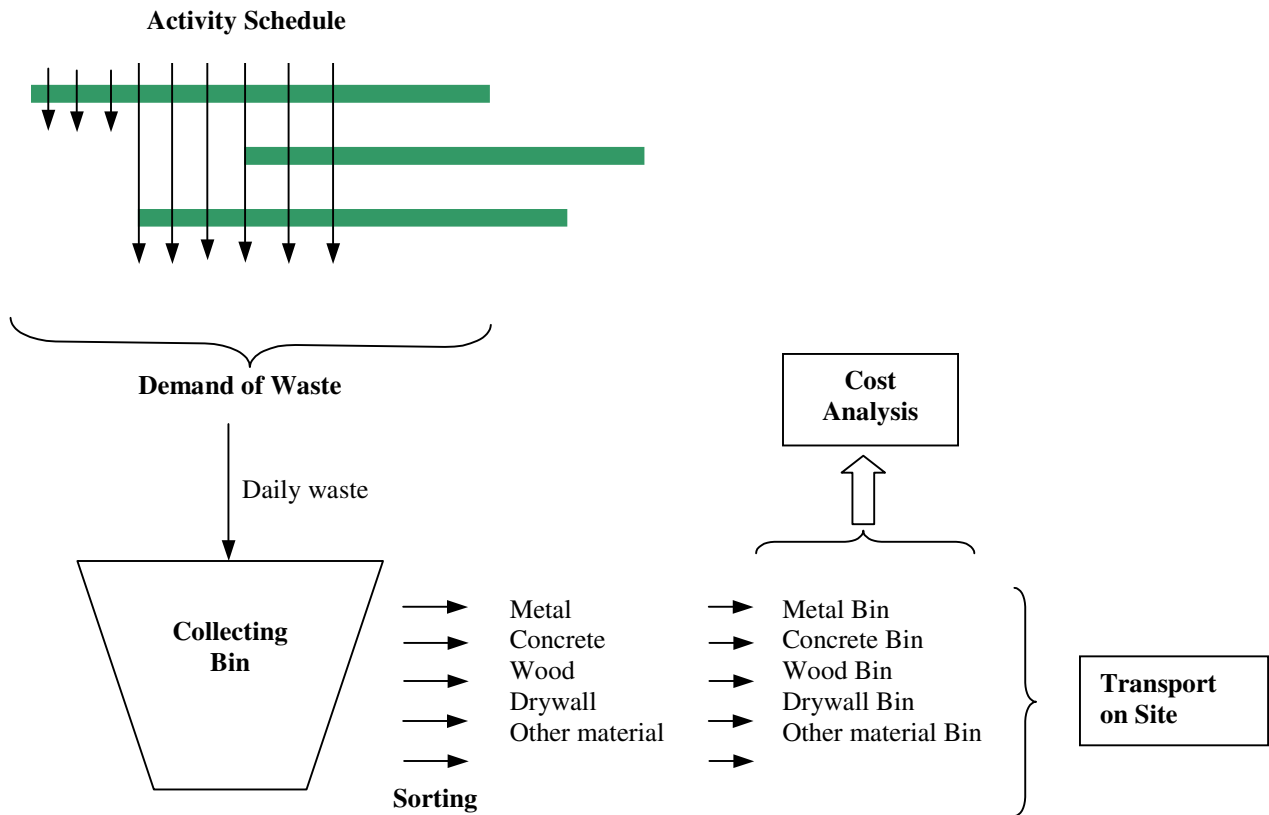 Activity Schedule
Demand of Waste
Daily waste
Collecting
Bin
Sorting
Metal
Concrete
Wood
Drywall
Other material
Metal Bin
Concrete Bin
Wood Bin
Drywall Bin
Other material Bin
Cost
Analysis
Transport
on Site